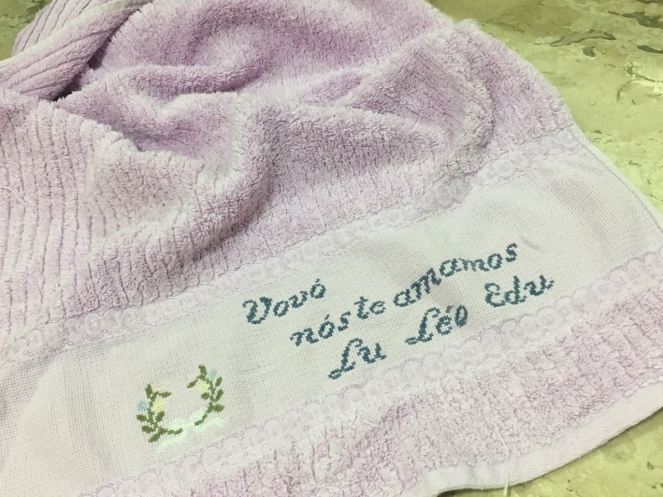 Vovó
nós te amamos
Lu Léo Edu